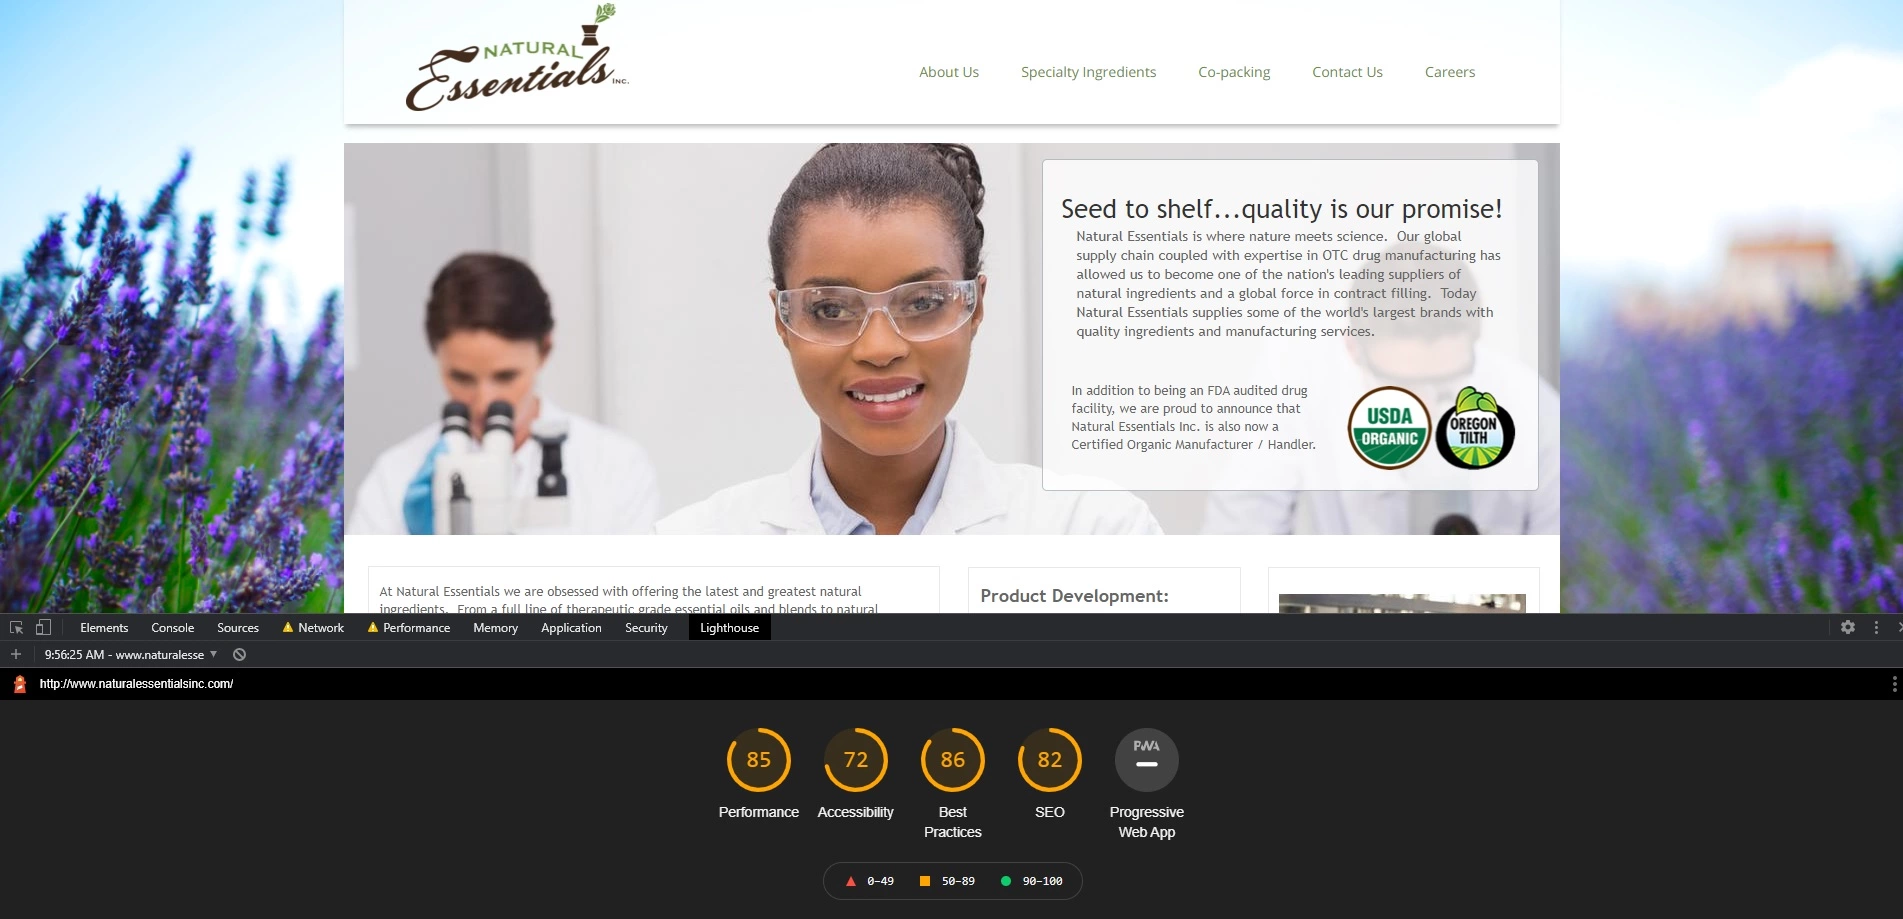 NATURAL
Essentials INC.
About Us Specialty Ingredients Co-packing Contact Us Careers
Seed to shelf...quality is our promise!
Natural Essentials is where nature meets science. Our global
supply chain coupled with expertise in OTC drug manufacturing has
allowed us to become one of the nation's leading suppliers of
natural ingredients and a global force in contract filling. Today
Natural Essentials supplies some of the world's largest brands with
quality ingredients and manufacturing services.
In addition to being an FDA audited drug
facility, we are proud to announce that
Natural Essentials Inc. is also now a
Certified Organic Manufacturer / Handler.
USDA
ORGANIC
OREGON
TILTH
At Natural Essentials we are obsessed with offering the latest and greatest natural
ingredients. From a full line of therapeutic grade essential oils and blends to natural
Product Development:
Elements Console Sources Network Performance Memory Application Security Lighthouse
9:56:25 AM - www.naturalesse
http://www.naturalessentialsinc.com/
85 72 86 82 PWA
Performance Accessibility Best Practices SEO Progressive Web App
0–49 50–89 90–100